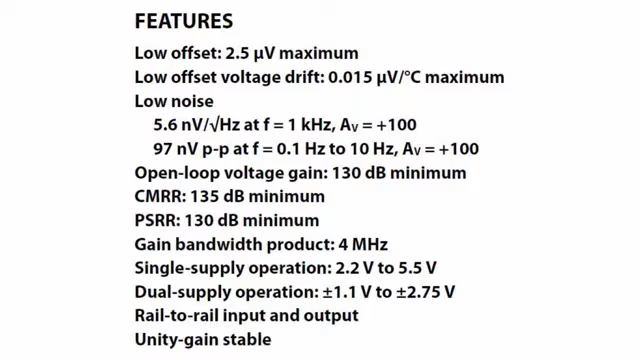 FEATURES
Low offset: 2.5 µV maximum
Low offset voltage drift: 0.015 µV/°C maximum
Low noise
5.6 nV/√Hz at f = 1 kHz, AV = +100
97 nV p-p at f = 0.1 Hz to 10 Hz, AV = +100
Open-loop voltage gain: 130 dB minimum
CMRR: 135 dB minimum
PSRR: 130 dB minimum
Gain bandwidth product: 4 MHz
Single-supply operation: 2.2 V to 5.5 V
Dual-supply operation: ±1.1 V to ±2.75 V
Rail-to-rail input and output
Unity-gain stable